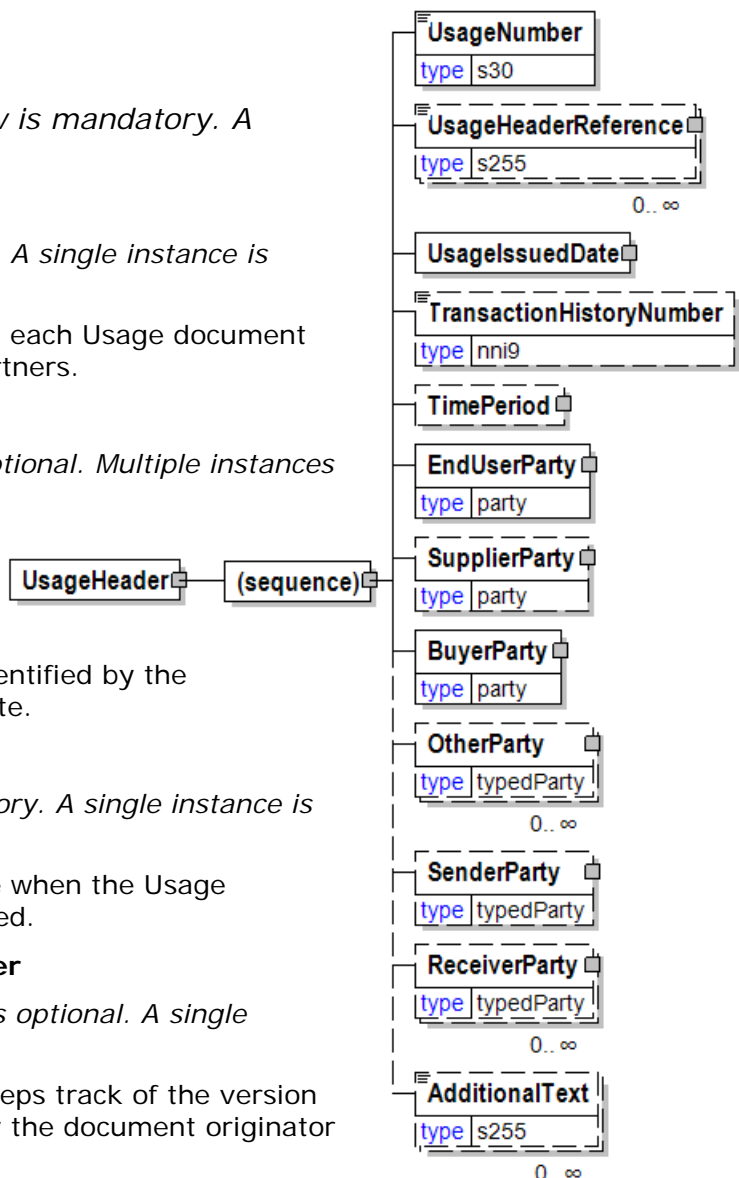 y is mandatory. A
A single instance is
each Usage document
rtners.
ptional. Multiple instances
entified by the
te.
ory. A single instance is
e when the Usage
ed.
er
s optional. A single
eps track of the version
y the document originator
UsageHeader
(sequence)
UsageNumber
type s30
UsageHeaderReference
type s255
0.. ∞
UsageIssuedDate
TransactionHistoryNumber
type nni9
TimePeriod
EndUserParty
type party
SupplierParty
type party
BuyerParty
type party
OtherParty
type typedParty
0.. ∞
SenderParty
type typedParty
ReceiverParty
type typedParty
0.. ∞
AdditionalText
type s255
0.. ∞